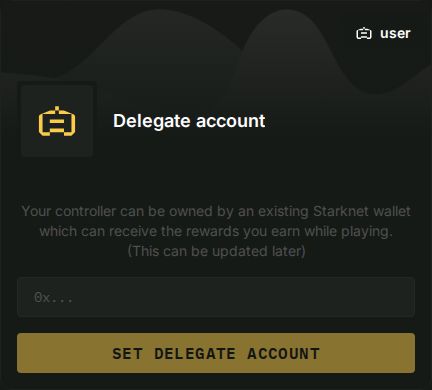 user
Delegate account
Your controller can be owned by an existing Starknet wallet
which can receive the rewards you earn while playing.
(This can be updated later)
0x...
SET DELEGATE ACCOUNT